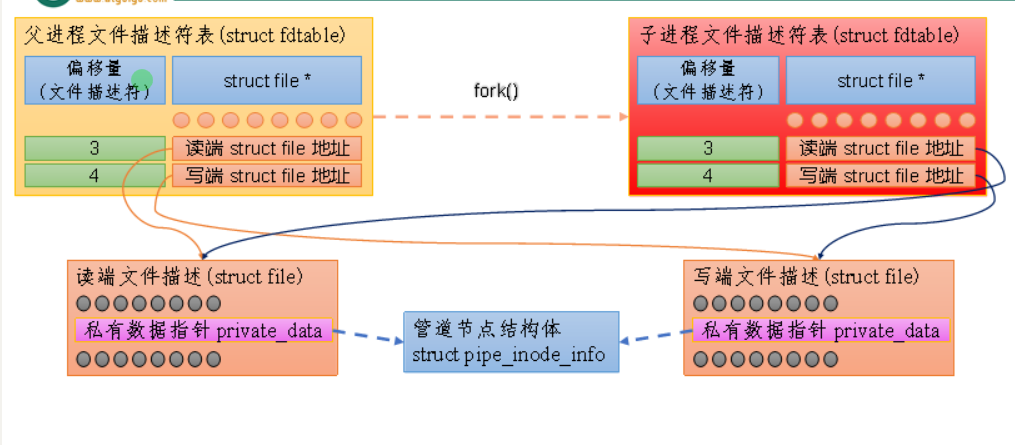 父进程文件描述符表(struct fdtable)
偏移量
(文件描述符)
struct file *
3
读端 struct file 地址
4
写端 struct file 地址
fork()
子进程文件描述符表(struct fdtable)
偏移量
(文件描述符)
struct file *
3
读端 struct file 地址
4
写端 struct file 地址
读端文件描述(struct file)
私有数据指针 private_data
管道节点结构体
struct pipe_inode_info
写端文件描述(struct file)
私有数据指针 private_data